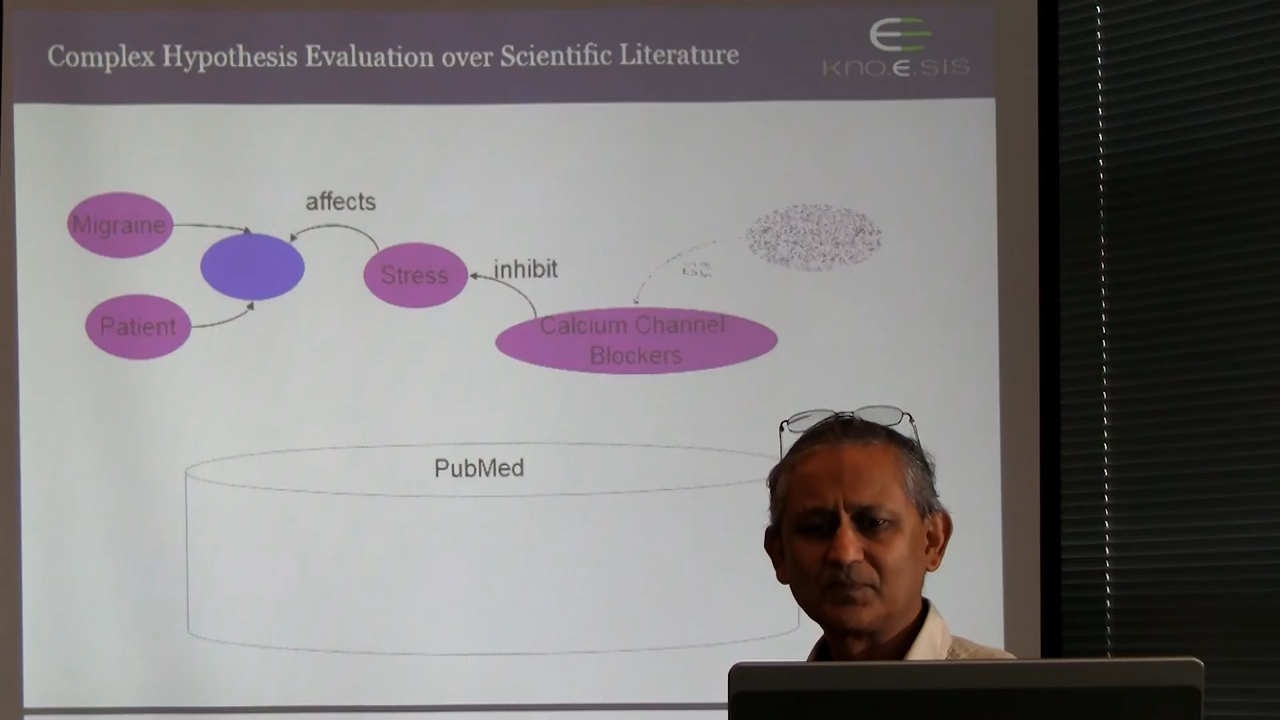 Complex Hypothesis Evaluation over Scientific Literature
KNO.E.SIS
affects
Migraine
Stress
inhibit
Patient
Calcium Channel
Blockers
PubMed